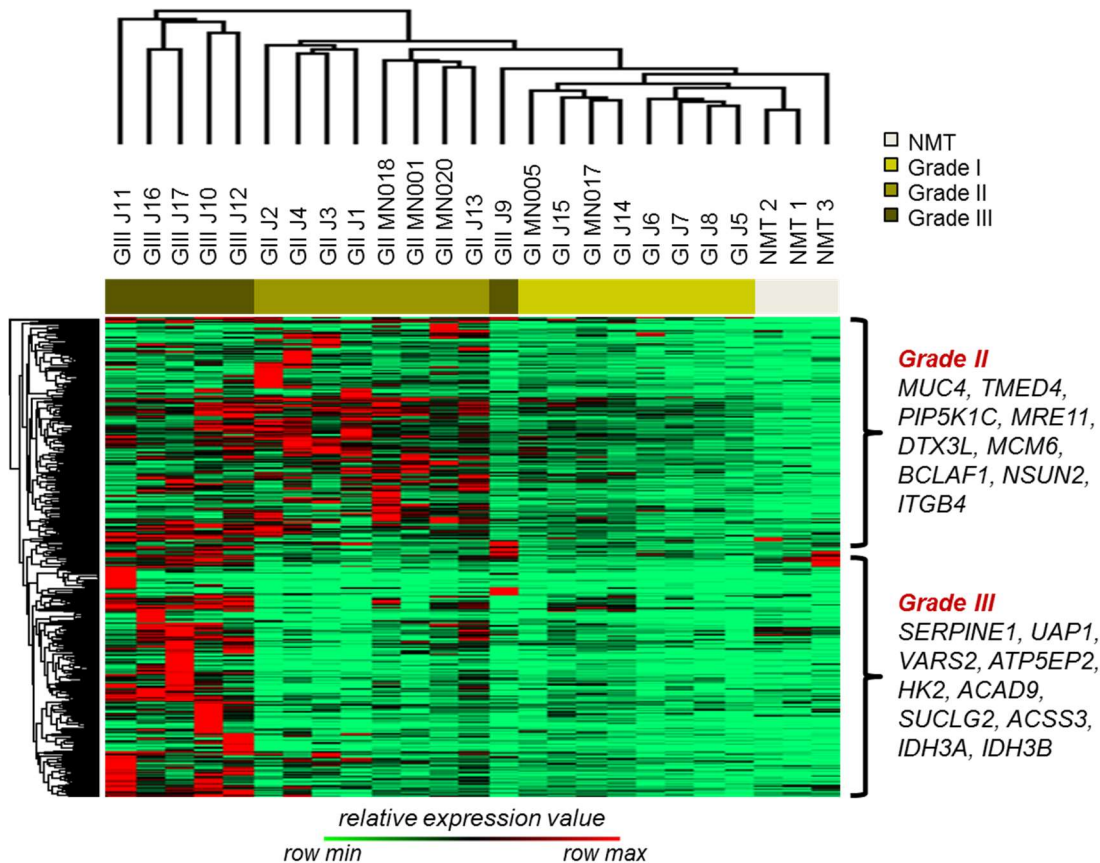 NMT
Grade I
Grade II
Grade III
GIII J11
GIII J16
GIII J17
GIII J10
GIII J12
GII J2
GII J4
GII J3
GII J1
GII MN018
GII MN001
GII MN020
GII J13
GIII J9
GI MN005
GI J15
GI MN017
GI J14
GI J6
GI J7
GI J8
GI J5
NMT 2
NMT 1
NMT 3
Grade II
MUC4, TMED4,
PIP5K1C, MRE11,
DTX3L, MCM6,
BCLAF1, NSUN2,
ITGB4
Grade III
SERPINE1, UAP1,
VARS2, ATP5EP2,
HK2, ACAD9,
SUCLG2, ACSS3,
IDH3A, IDH3B
relative expression value
row min row max